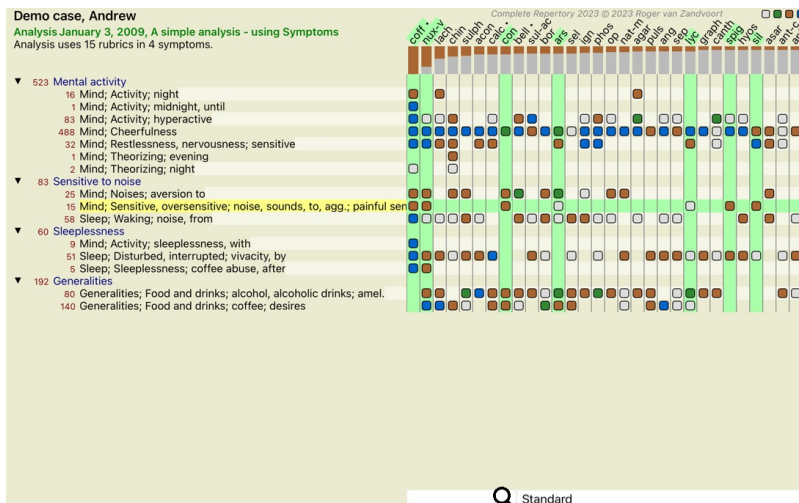 Demo case, Andrew
Complete Repertory 2023 © 2023 Roger van Zandvoort
Analysis January 3, 2009, A simple analysis - using Symptoms
Analysis uses 15 rubrics in 4 symptoms.
coff • nux-v • lach chin sulph acon calc • con bell • sul-ac bor ars sel ign phos op nat-m agar puls ang sep lyc graph canth spig hyos sil asar ant-c
523 Mental activity
16 Mind; Activity; night
1 Mind; Activity; midnight, until
83 Mind; Activity; hyperactive
488 Mind; Cheerfulness
32 Mind; Restlessness, nervousness; sensitive
1 Mind; Theorizing; evening
2 Mind; Theorizing; night
83 Sensitive to noise
25 Mind; Noises; aversion to
15 Mind; Sensitive, oversensitive; noise, sounds, to, agg.; painful sen
58 Sleep; Waking; noise, from
60 Sleeplessness
9 Mind; Activity; sleeplessness, with
51 Sleep; Disturbed, interrupted; vivacity, by
5 Sleep; Sleeplessness; coffee abuse, after
192 Generalities
80 Generalities; Food and drinks; alcohol, alcoholic drinks; amel.
140 Generalities; Food and drinks; coffee; desires
Standard